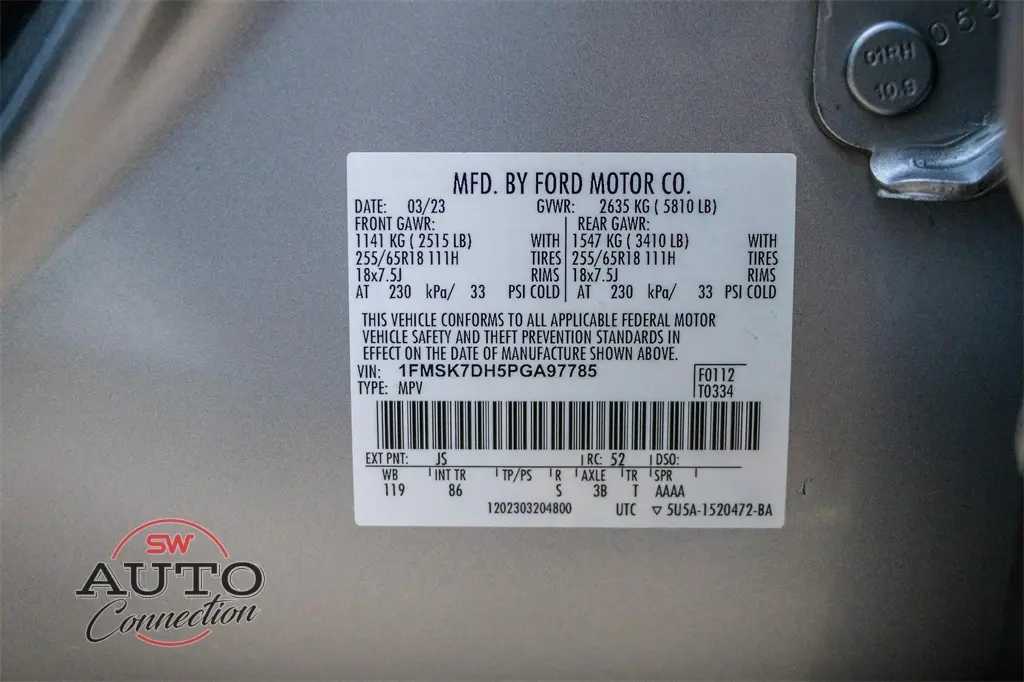 01RH
10.9
MFD. BY FORD MOTOR CO.
DATE: 03/23 GVWR: 2635 KG ( 5810 LB)
FRONT GAWR: REAR GAWR:
1141 KG ( 2515 LB) WITH 1547 KG ( 3410 LB) WITH
255/65R18 111H TIRES 255/65R18 111H TIRES
18x7.5J RIMS 18x7.5J RIMS
AT 230 kPa/ 33 PSI COLD AT 230 kPa/ 33 PSI COLD
THIS VEHICLE CONFORMS TO ALL APPLICABLE FEDERAL MOTOR
VEHICLE SAFETY AND THEFT PREVENTION STANDARDS IN
EFFECT ON THE DATE OF MANUFACTURE SHOWN ABOVE.
VIN: 1FMSK7DH5PGA97785 F0112
TYPE: MPV T0334
EXT PNT: JS RC: 52 DSO:
WB INT TR TP/PS R AXLE TR SPR
119 86 S 3B T AAAA
1202303204800 UTC ▽ 5U5A-1520472-BA
SW
AUTO
Connection